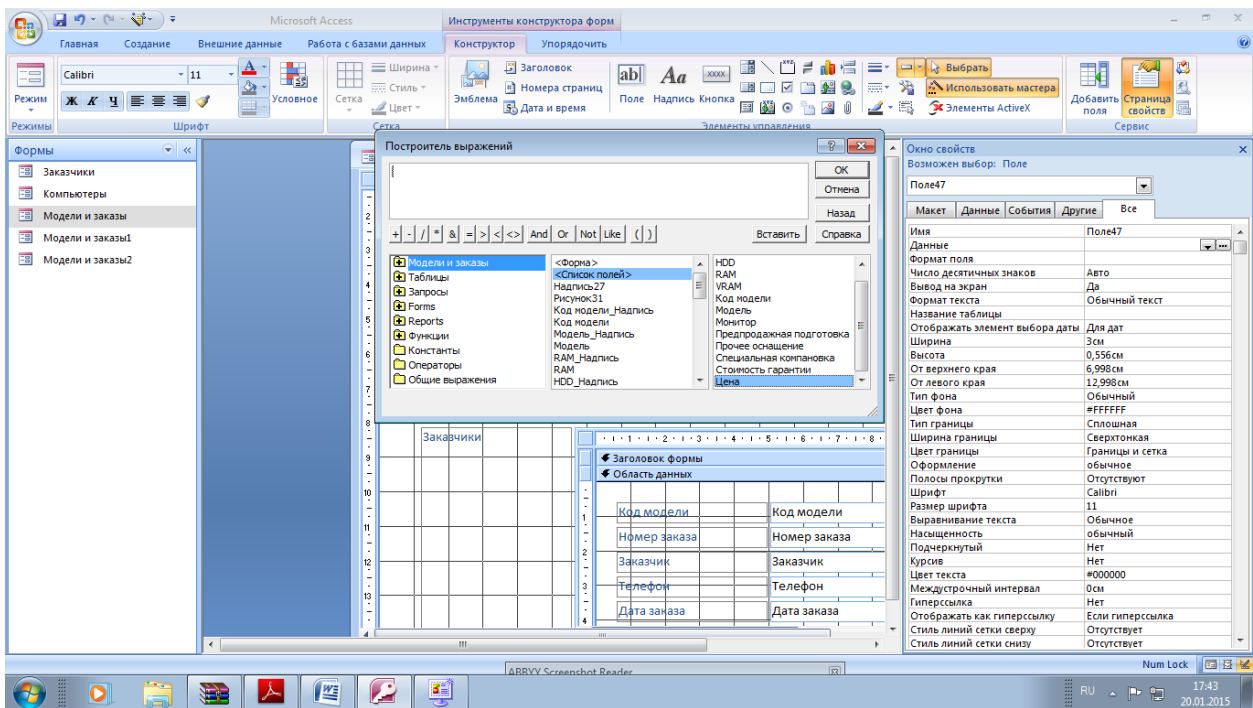 Microsoft Access
Инструменты конструктора форм
Главная Создание Внешние данные Работа с базами данных Конструктор Упорядочить
Режим
Режимы
Calibri 11
Ж К Ч
Условное
Шрифт
Сетка
Ширина
Стиль
Цвет
Сетка
Эмблема
Заголовок
Номера страниц
Дата и время
ab|
Поле
Aa
Надпись
xxxx
Кнопка
Элементы управления
Выбрать
Использовать мастера
Элементы ActiveX
Добавить поля
Страница свойств
Сервис
Формы
Заказчики
Компьютеры
Модели и заказы
Модели и заказы1
Модели и заказы2
Построитель выражений
OK
Отмена
Назад
+ - / * & = > < <> And Or Not Like ( )
Вставить
Справка
Модели и заказы
Таблицы
Запросы
Forms
Reports
Функции
Константы
Операторы
Общие выражения
<Форма>
<Список полей>
Надпись27
Рисунок31
Код модели_Надпись
Код модели
Модель_Надпись
Модель
RAM_Надпись
RAM
HDD_Надпись
HDD
RAM
VRAM
Код модели
Модель
Монитор
Предпродажная подготовка
Прочее оснащение
Специальная компановка
Стоимость гарантии
Цена
Заказчики
1 2 3 4 5 6 7 8
Заголовок формы
Область данных
Код модели Код модели
Номер заказа Номер заказа
Заказчик Заказчик
Телефон Телефон
Дата заказа Дата заказа
Окно свойств
Возможен выбор: Поле
Поле47
Макет Данные События Другие Все
Имя Поле47
Данные
Формат поля
Число десятичных знаков Авто
Вывод на экран Да
Формат текста Обычный текст
Название таблицы
Отображать элемент выбора даты Для дат
Ширина 3см
Высота 0,556см
От верхнего края 6,998см
От левого края 12,998см
Тип фона Обычный
Цвет фона #FFFFFF
Тип границы Сплошная
Ширина границы Сверхтонкая
Цвет границы Границы и сетка
Оформление обычное
Полосы прокрутки Отсутствуют
Шрифт Calibri
Размер шрифта 11
Выравнивание текста Обычное
Насыщенность обычный
Подчеркнутый Нет
Курсив Нет
Цвет текста #000000
Междустрочный интервал 0см
Гиперссылка Нет
Отображать как гиперссылку Если гиперссылка
Стиль линий сетки сверху Отсутствует
Стиль линий сетки снизу Отсутствует
ABBYY Screenshot Reader
Num Lock
RU
17:43
20.01.2015